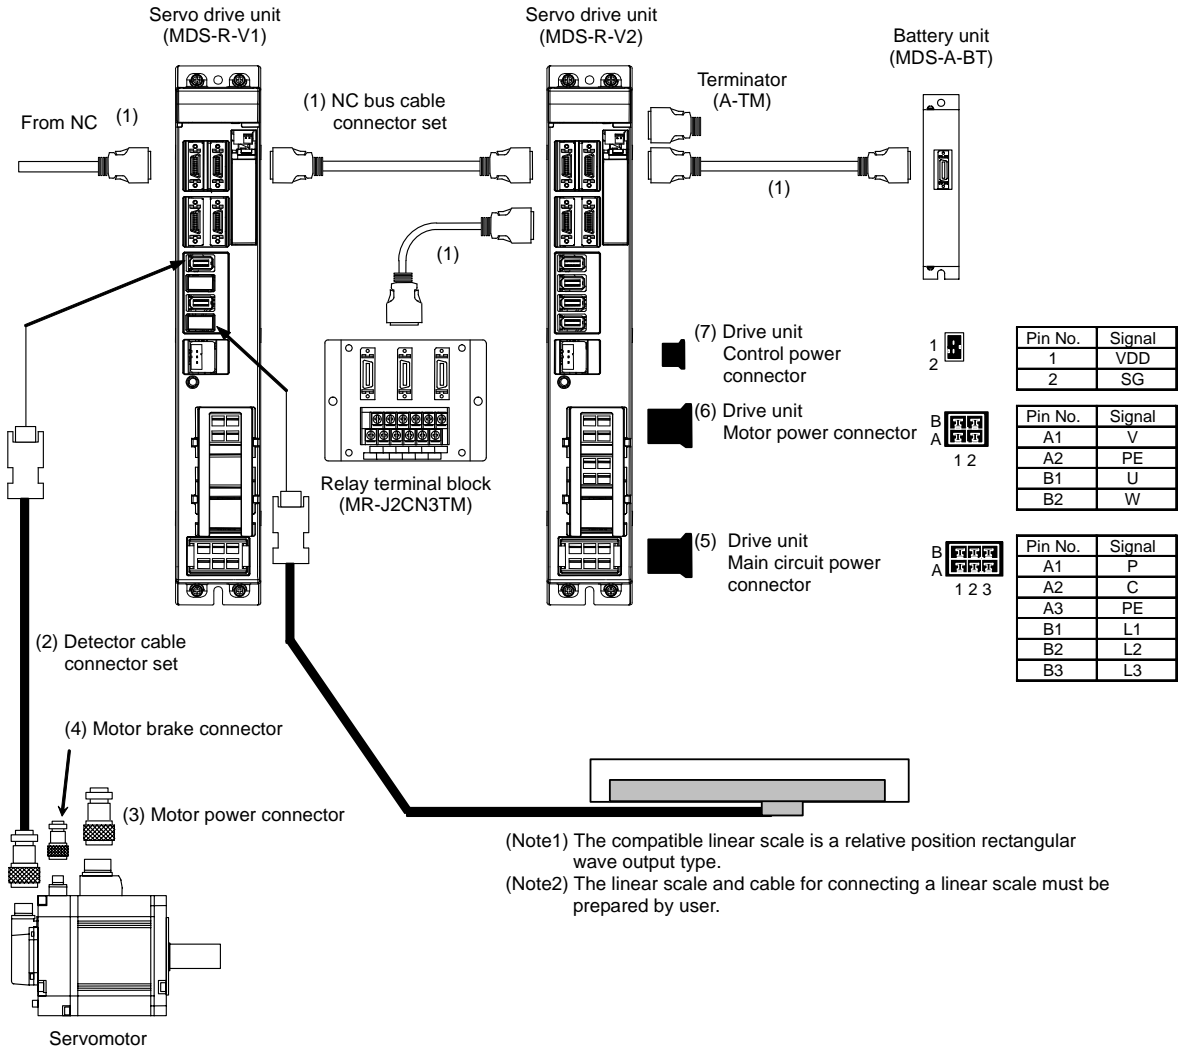 Servo drive unit
(MDS-R-V1)
Servo drive unit
(MDS-R-V2)
Battery unit
(MDS-A-BT)
Terminator
(A-TM)
From NC (1)
(1) NC bus cable
connector set
(1)
(1)
(7) Drive unit
Control power
connector
1
2
Pin No. Signal
1 VDD
2 SG
(6) Drive unit
Motor power connector
B
A
1 2
Pin No. Signal
A1 V
A2 PE
B1 U
B2 W
Relay terminal block
(MR-J2CN3TM)
(5) Drive unit
Main circuit power
connector
B
A
1 2 3
Pin No. Signal
A1 P
A2 C
A3 PE
B1 L1
B2 L2
B3 L3
(2) Detector cable
connector set
(4) Motor brake connector
(3) Motor power connector
(Note1) The compatible linear scale is a relative position rectangular
wave output type.
(Note2) The linear scale and cable for connecting a linear scale must be
prepared by user.
Servomotor